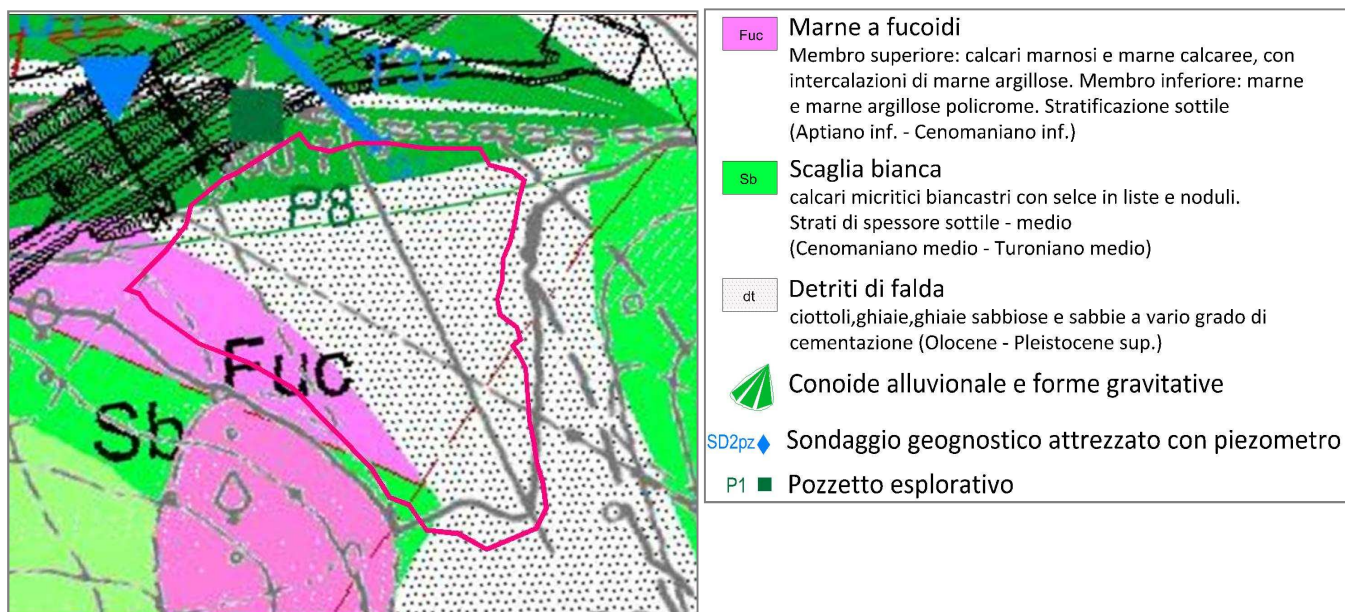 T32
P8
Fuc
Sb
Fuc
Marne a fucoidi
Membro superiore: calcari marnosi e marne calcaree, con
intercalazioni di marne argillose. Membro inferiore: marne
e marne argillose policrome. Stratificazione sottile
(Aptiano inf. - Cenomaniano inf.)
Sb
Scaglia bianca
calcari micritici biancastri con selce in liste e noduli.
Strati di spessore sottile - medio
(Cenomaniano medio - Turoniano medio)
dt
Detriti di falda
ciottoli,ghiaie,ghiaie sabbiose e sabbie a vario grado di
cementazione (Olocene - Pleistocene sup.)
Conoide alluvionale e forme gravitative
SD2pz Sondaggio geognostico attrezzato con piezometro
P1 Pozzetto esplorativo